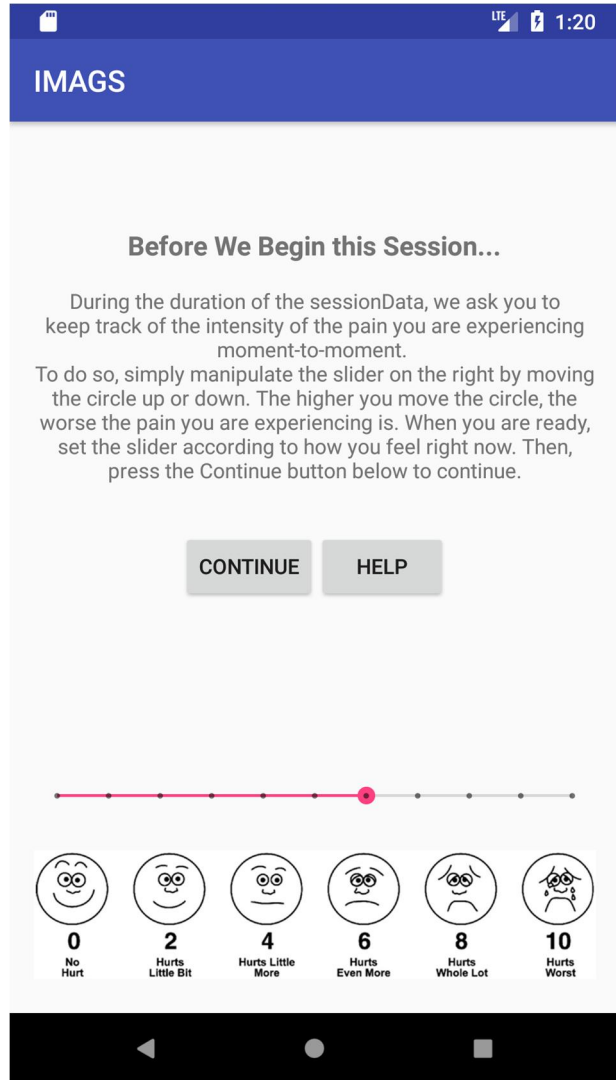 LTE 1:20
IMAGS
Before We Begin this Session...
During the duration of the sessionData, we ask you to
keep track of the intensity of the pain you are experiencing
moment-to-moment.
To do so, simply manipulate the slider on the right by moving
the circle up or down. The higher you move the circle, the
worse the pain you are experiencing is. When you are ready,
set the slider according to how you feel right now. Then,
press the Continue button below to continue.
CONTINUE HELP
0 2 4 6 8 10
No Hurts Hurts Little Hurts Hurts Hurts
Hurt Little Bit More Even More Whole Lot Worst